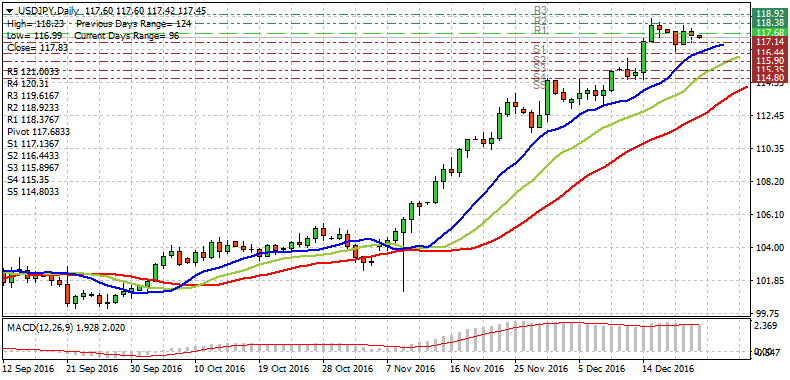 USDJPY,Daily 117.60 117.60 117.42 117.45
High= 118.23 Previous Days Range= 124
Low= 116.99 Current Days Range= 96
Close= 117.83
R5 121.0033
R4 120.31
R3 119.6167
R2 118.9233
R1 118.3767
Pivot 117.6833
S1 117.1367
S2 116.4433
S3 115.8967
S4 115.35
S5 114.8033
R3
R2
R1
S1
S2
S3
S4
S5
118.92
118.38
117.68
117.14
116.44
115.90
115.35
114.80
112.45
110.35
108.20
106.10
104.00
101.85
99.75
MACD(12,26,9) 1.928 2.020
2.369
12 Sep 2016
21 Sep 2016
30 Sep 2016
10 Oct 2016
19 Oct 2016
28 Oct 2016
7 Nov 2016
16 Nov 2016
25 Nov 2016
5 Dec 2016
14 Dec 2016